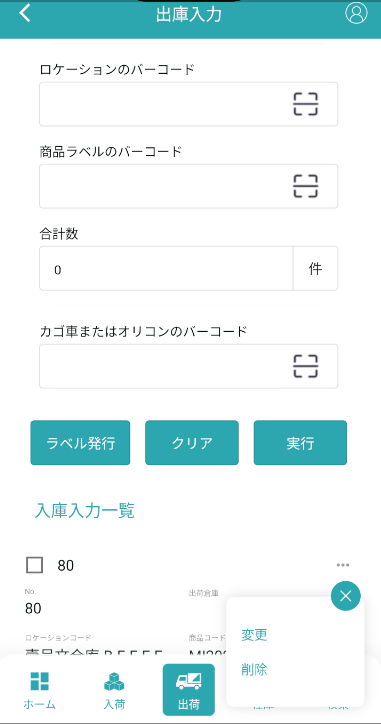 出庫入力
ロケーションのバーコード
商品ラベルのバーコード
合計数
0 件
カゴ車またはオリコンのバーコード
ラベル発行 クリア 実行
入庫入力一覧
80
No. 出荷倉庫
80
ロケーションコード 商品コード
変更
削除
ホーム 入荷 出荷